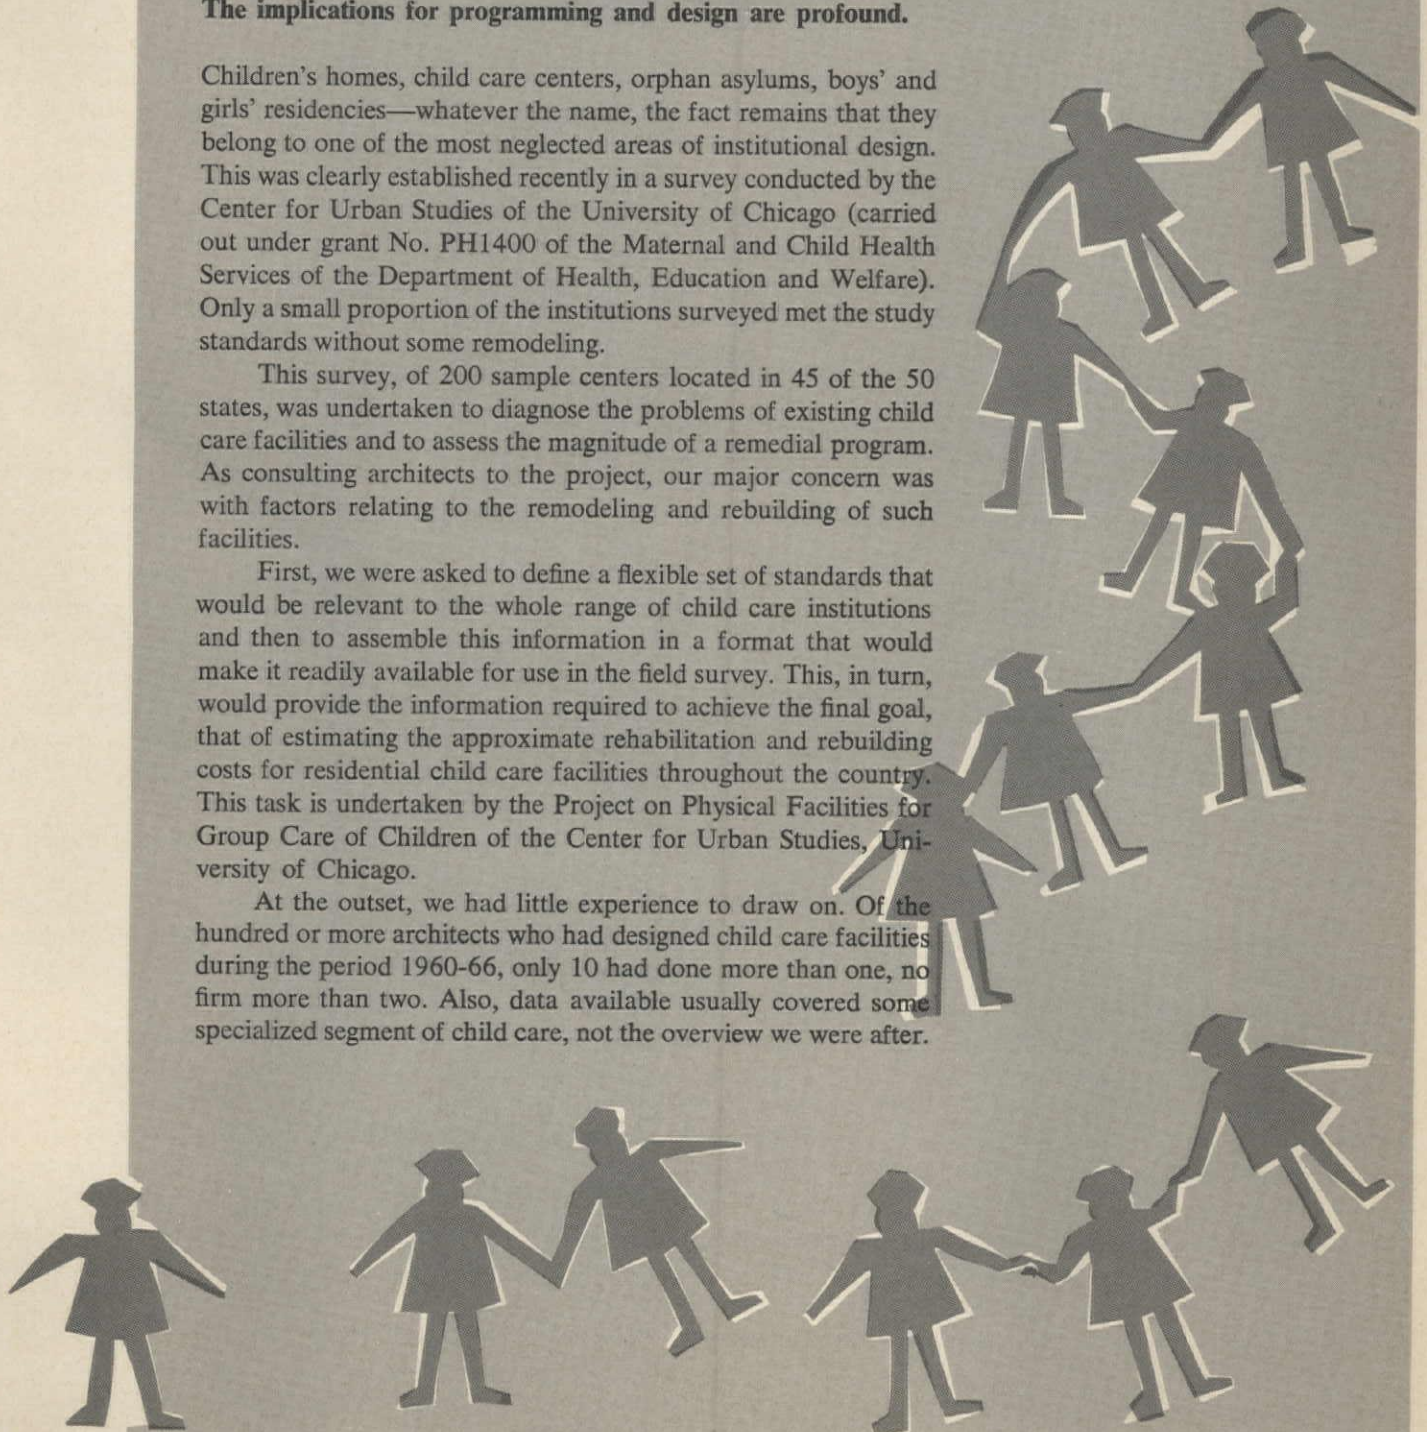 The implications for programming and design are profound.
Children's homes, child care centers, orphan asylums, boys' and
girls' residencies—whatever the name, the fact remains that they
belong to one of the most neglected areas of institutional design.
This was clearly established recently in a survey conducted by the
Center for Urban Studies of the University of Chicago (carried
out under grant No. PH1400 of the Maternal and Child Health
Services of the Department of Health, Education and Welfare).
Only a small proportion of the institutions surveyed met the study
standards without some remodeling.
This survey, of 200 sample centers located in 45 of the 50
states, was undertaken to diagnose the problems of existing child
care facilities and to assess the magnitude of a remedial program.
As consulting architects to the project, our major concern was
with factors relating to the remodeling and rebuilding of such
facilities.
First, we were asked to define a flexible set of standards that
would be relevant to the whole range of child care institutions
and then to assemble this information in a format that would
make it readily available for use in the field survey. This, in turn,
would provide the information required to achieve the final goal,
that of estimating the approximate rehabilitation and rebuilding
costs for residential child care facilities throughout the country.
This task is undertaken by the Project on Physical Facilities for
Group Care of Children of the Center for Urban Studies, Uni-
versity of Chicago.
At the outset, we had little experience to draw on. Of the
hundred or more architects who had designed child care facilities
during the period 1960-66, only 10 had done more than one, no
firm more than two. Also, data available usually covered some
specialized segment of child care, not the overview we were after.